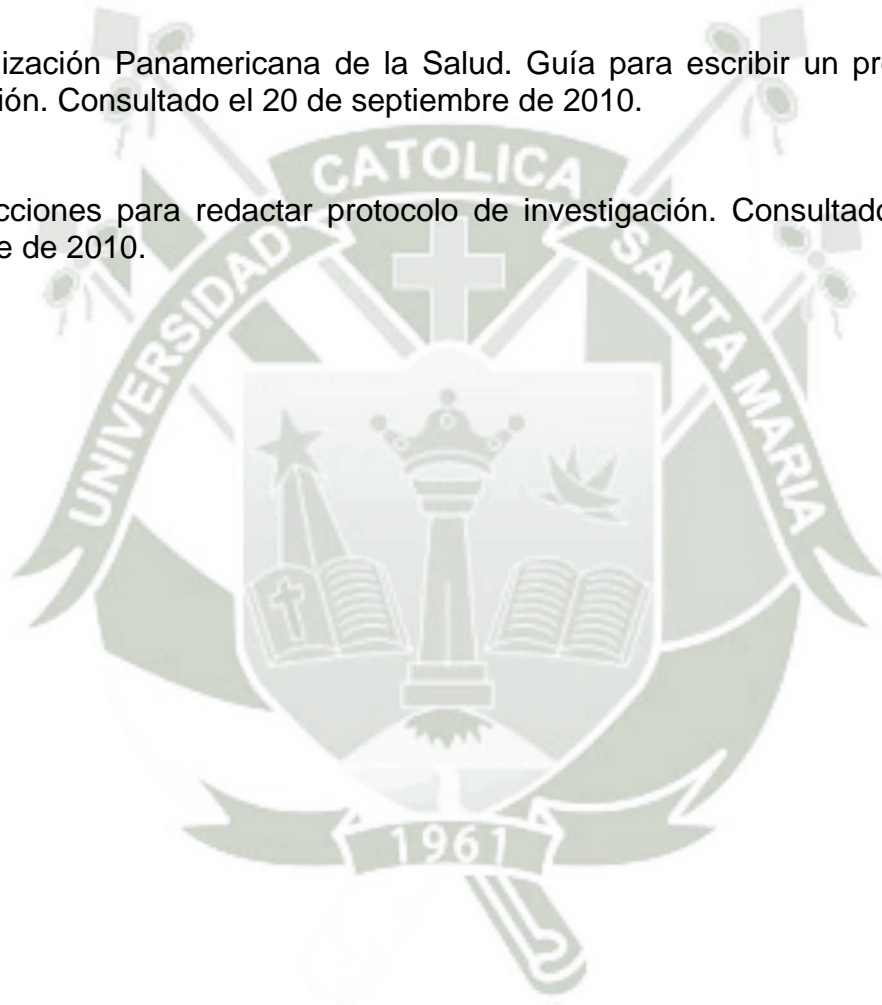 ización Panamericana de la Salud. Guía para escribir un pro
ión. Consultado el 20 de septiembre de 2010.
cciones para redactar protocolo de investigación. Consultado
e de 2010.
UNIVERSIDAD CATOLICA SANTA MARIA
1961